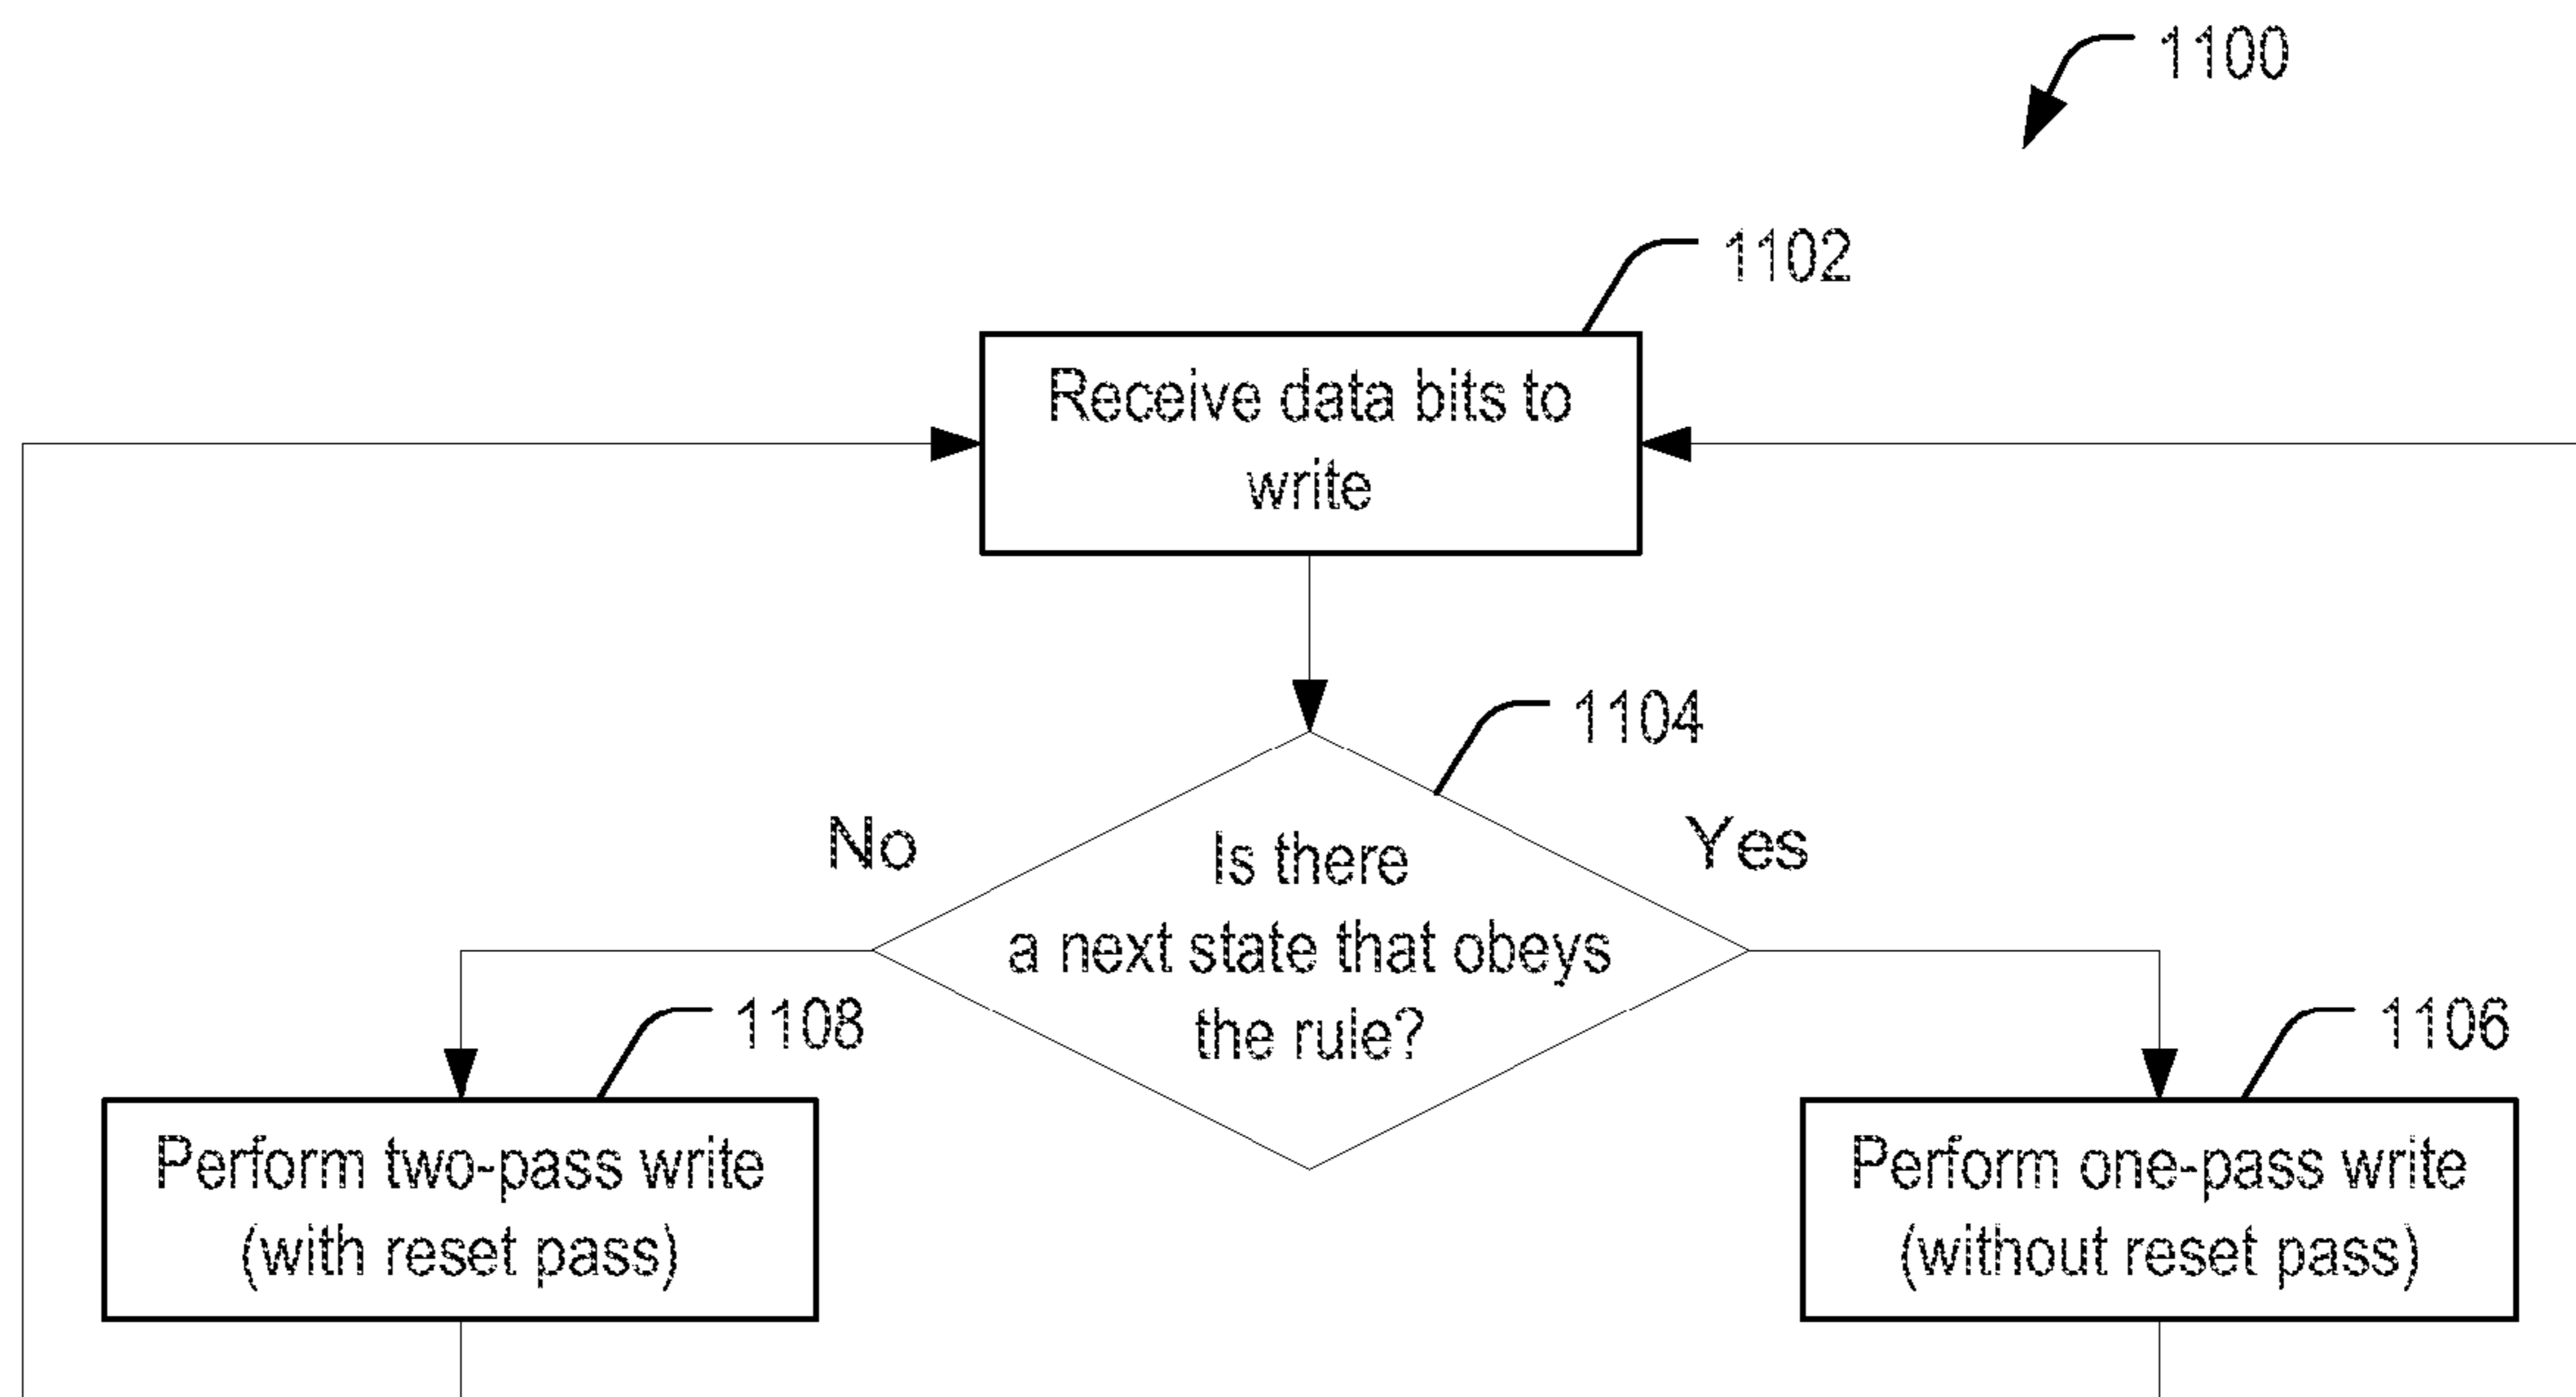 1100
1102
Receive data bits to
write
1104
No
Yes
Is there
a next state that obeys
the rule?
1108
1106
Perform two-pass write
(with reset pass)
Perform one-pass write
(without reset pass)